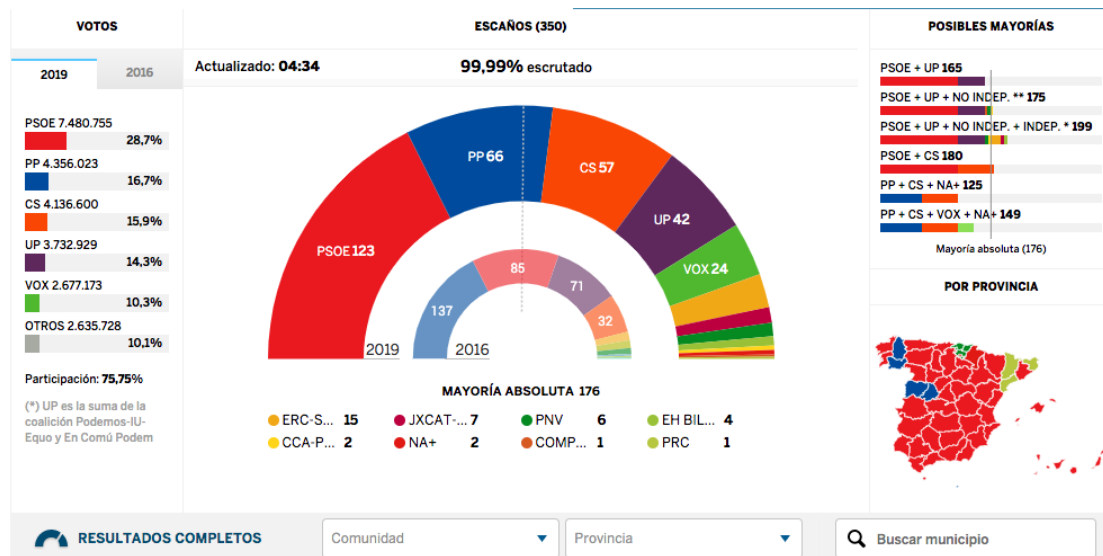 VOTOS
2019 2016
PSOE 7.480.755
28,7%
PP 4.356.023
16,7%
CS 4.136.600
15,9%
UP 3.732.929
14,3%
VOX 2.677.173
10,3%
OTROS 2.635.728
10,1%
Participación: 75,75%
(*) UP es la suma de la
coalición Podemos-IU-
Equo y En Comú Podem
ESCAÑOS (350)
Actualizado: 04:34 99,99% escrutado
PSOE 123
PP 66
CS 57
UP 42
VOX 24
137
85
71
32
2019 2016
MAYORÍA ABSOLUTA 176
ERC-S... 15 JXCAT-... 7 PNV 6 EH BIL... 4
CCA-P... 2 NA+ 2 COMP... 1 PRC 1
POSIBLES MAYORÍAS
PSOE + UP 165
PSOE + UP + NO INDEP. ** 175
PSOE + UP + NO INDEP. + INDEP. * 199
PSOE + CS 180
PP + CS + NA+ 125
PP + CS + VOX + NA+ 149
Mayoría absoluta (176)
POR PROVINCIA
RESULTADOS COMPLETOS Comunidad Provincia Buscar municipio